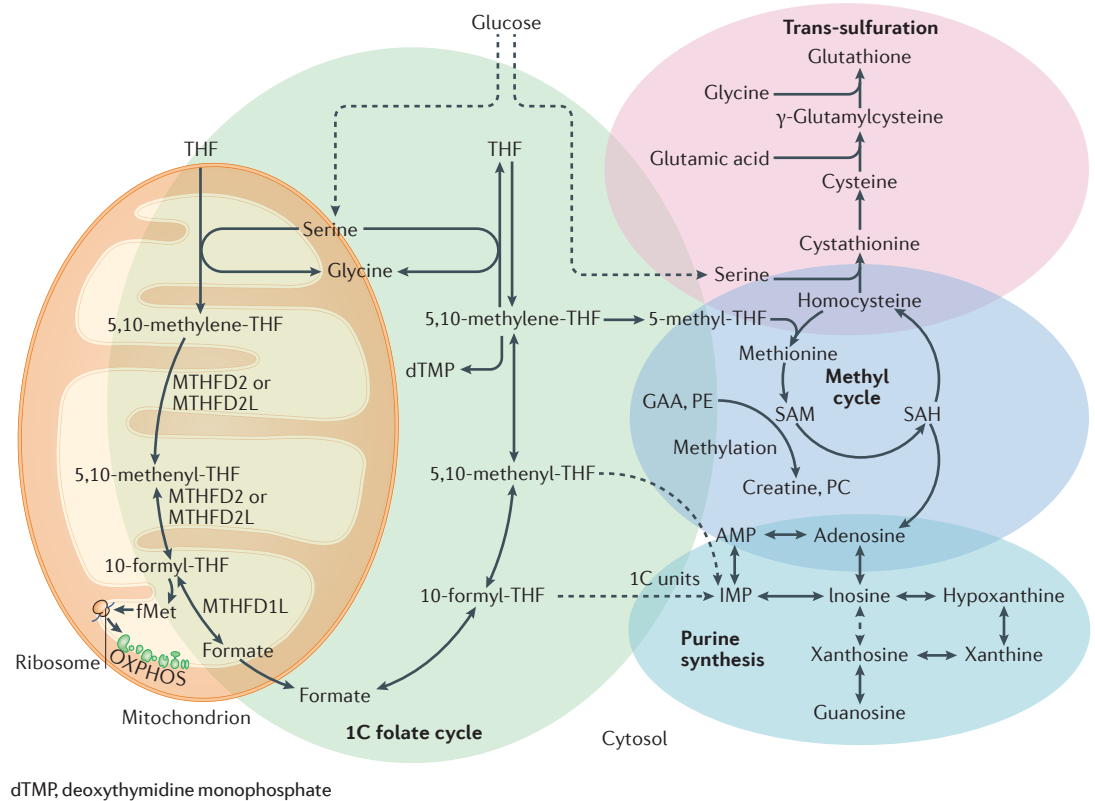 Glucose
Trans-sulfuration
Glutathione
Glycine
γ-Glutamylcysteine
Glutamic acid
Cysteine
Cystathionine
Serine
Homocysteine
THF
THF
Serine
Glycine
5,10-methylene-THF
5,10-methylene-THF
5-methyl-THF
Methionine
Methyl
cycle
dTMP
MTHFD2 or
MTHFD2L
GAA, PE
SAM
SAH
Methylation
Creatine, PC
5,10-methenyl-THF
5,10-methenyl-THF
MTHFD2 or
MTHFD2L
AMP
Adenosine
10-formyl-THF
1C units
10-formyl-THF
IMP
Inosine
Hypoxanthine
fMet
MTHFD1L
Purine
synthesis
Xanthosine
Xanthine
Ribosome
OXPHOS
Formate
Formate
Guanosine
Mitochondrion
1C folate cycle
Cytosol
dTMP, deoxythymidine monophosphate